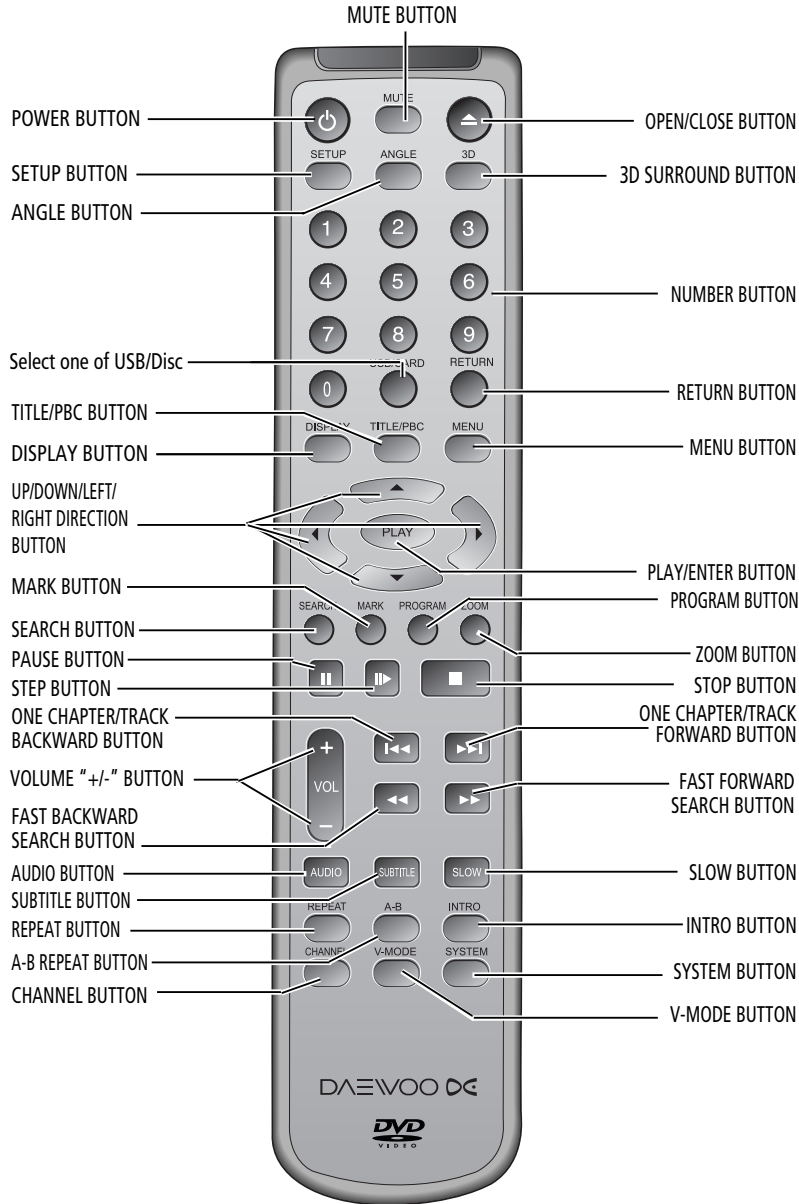 MUTE BUTTON
POWER BUTTON
SETUP BUTTON
ANGLE BUTTON
Select one of USB/Disc
TITLE/PBC BUTTON
DISPLAY BUTTON
UP/DOWN/LEFT/
RIGHT DIRECTION
BUTTON
MARK BUTTON
SEARCH BUTTON
PAUSE BUTTON
STEP BUTTON
ONE CHAPTER/TRACK
BACKWARD BUTTON
VOLUME "+/-" BUTTON
FAST BACKWARD
SEARCH BUTTON
AUDIO BUTTON
SUBTITLE BUTTON
REPEAT BUTTON
A-B REPEAT BUTTON
CHANNEL BUTTON
MUTE
SETUP ANGLE 3D
1 2 3
4 5 6
7 8 9
USB/CARD RETURN
0
DISPLAY TITLE/PBC MENU
PLAY
SEARCH MARK PROGRAM ZOOM
+
VOL
–
AUDIO SUBTITLE SLOW
REPEAT A-B INTRO
CHANNEL V-MODE SYSTEM
DAEWOO
DVD
VIDEO
OPEN/CLOSE BUTTON
3D SURROUND BUTTON
NUMBER BUTTON
RETURN BUTTON
MENU BUTTON
PLAY/ENTER BUTTON
PROGRAM BUTTON
ZOOM BUTTON
STOP BUTTON
ONE CHAPTER/TRACK
FORWARD BUTTON
FAST FORWARD
SEARCH BUTTON
SLOW BUTTON
INTRO BUTTON
SYSTEM BUTTON
V-MODE BUTTON